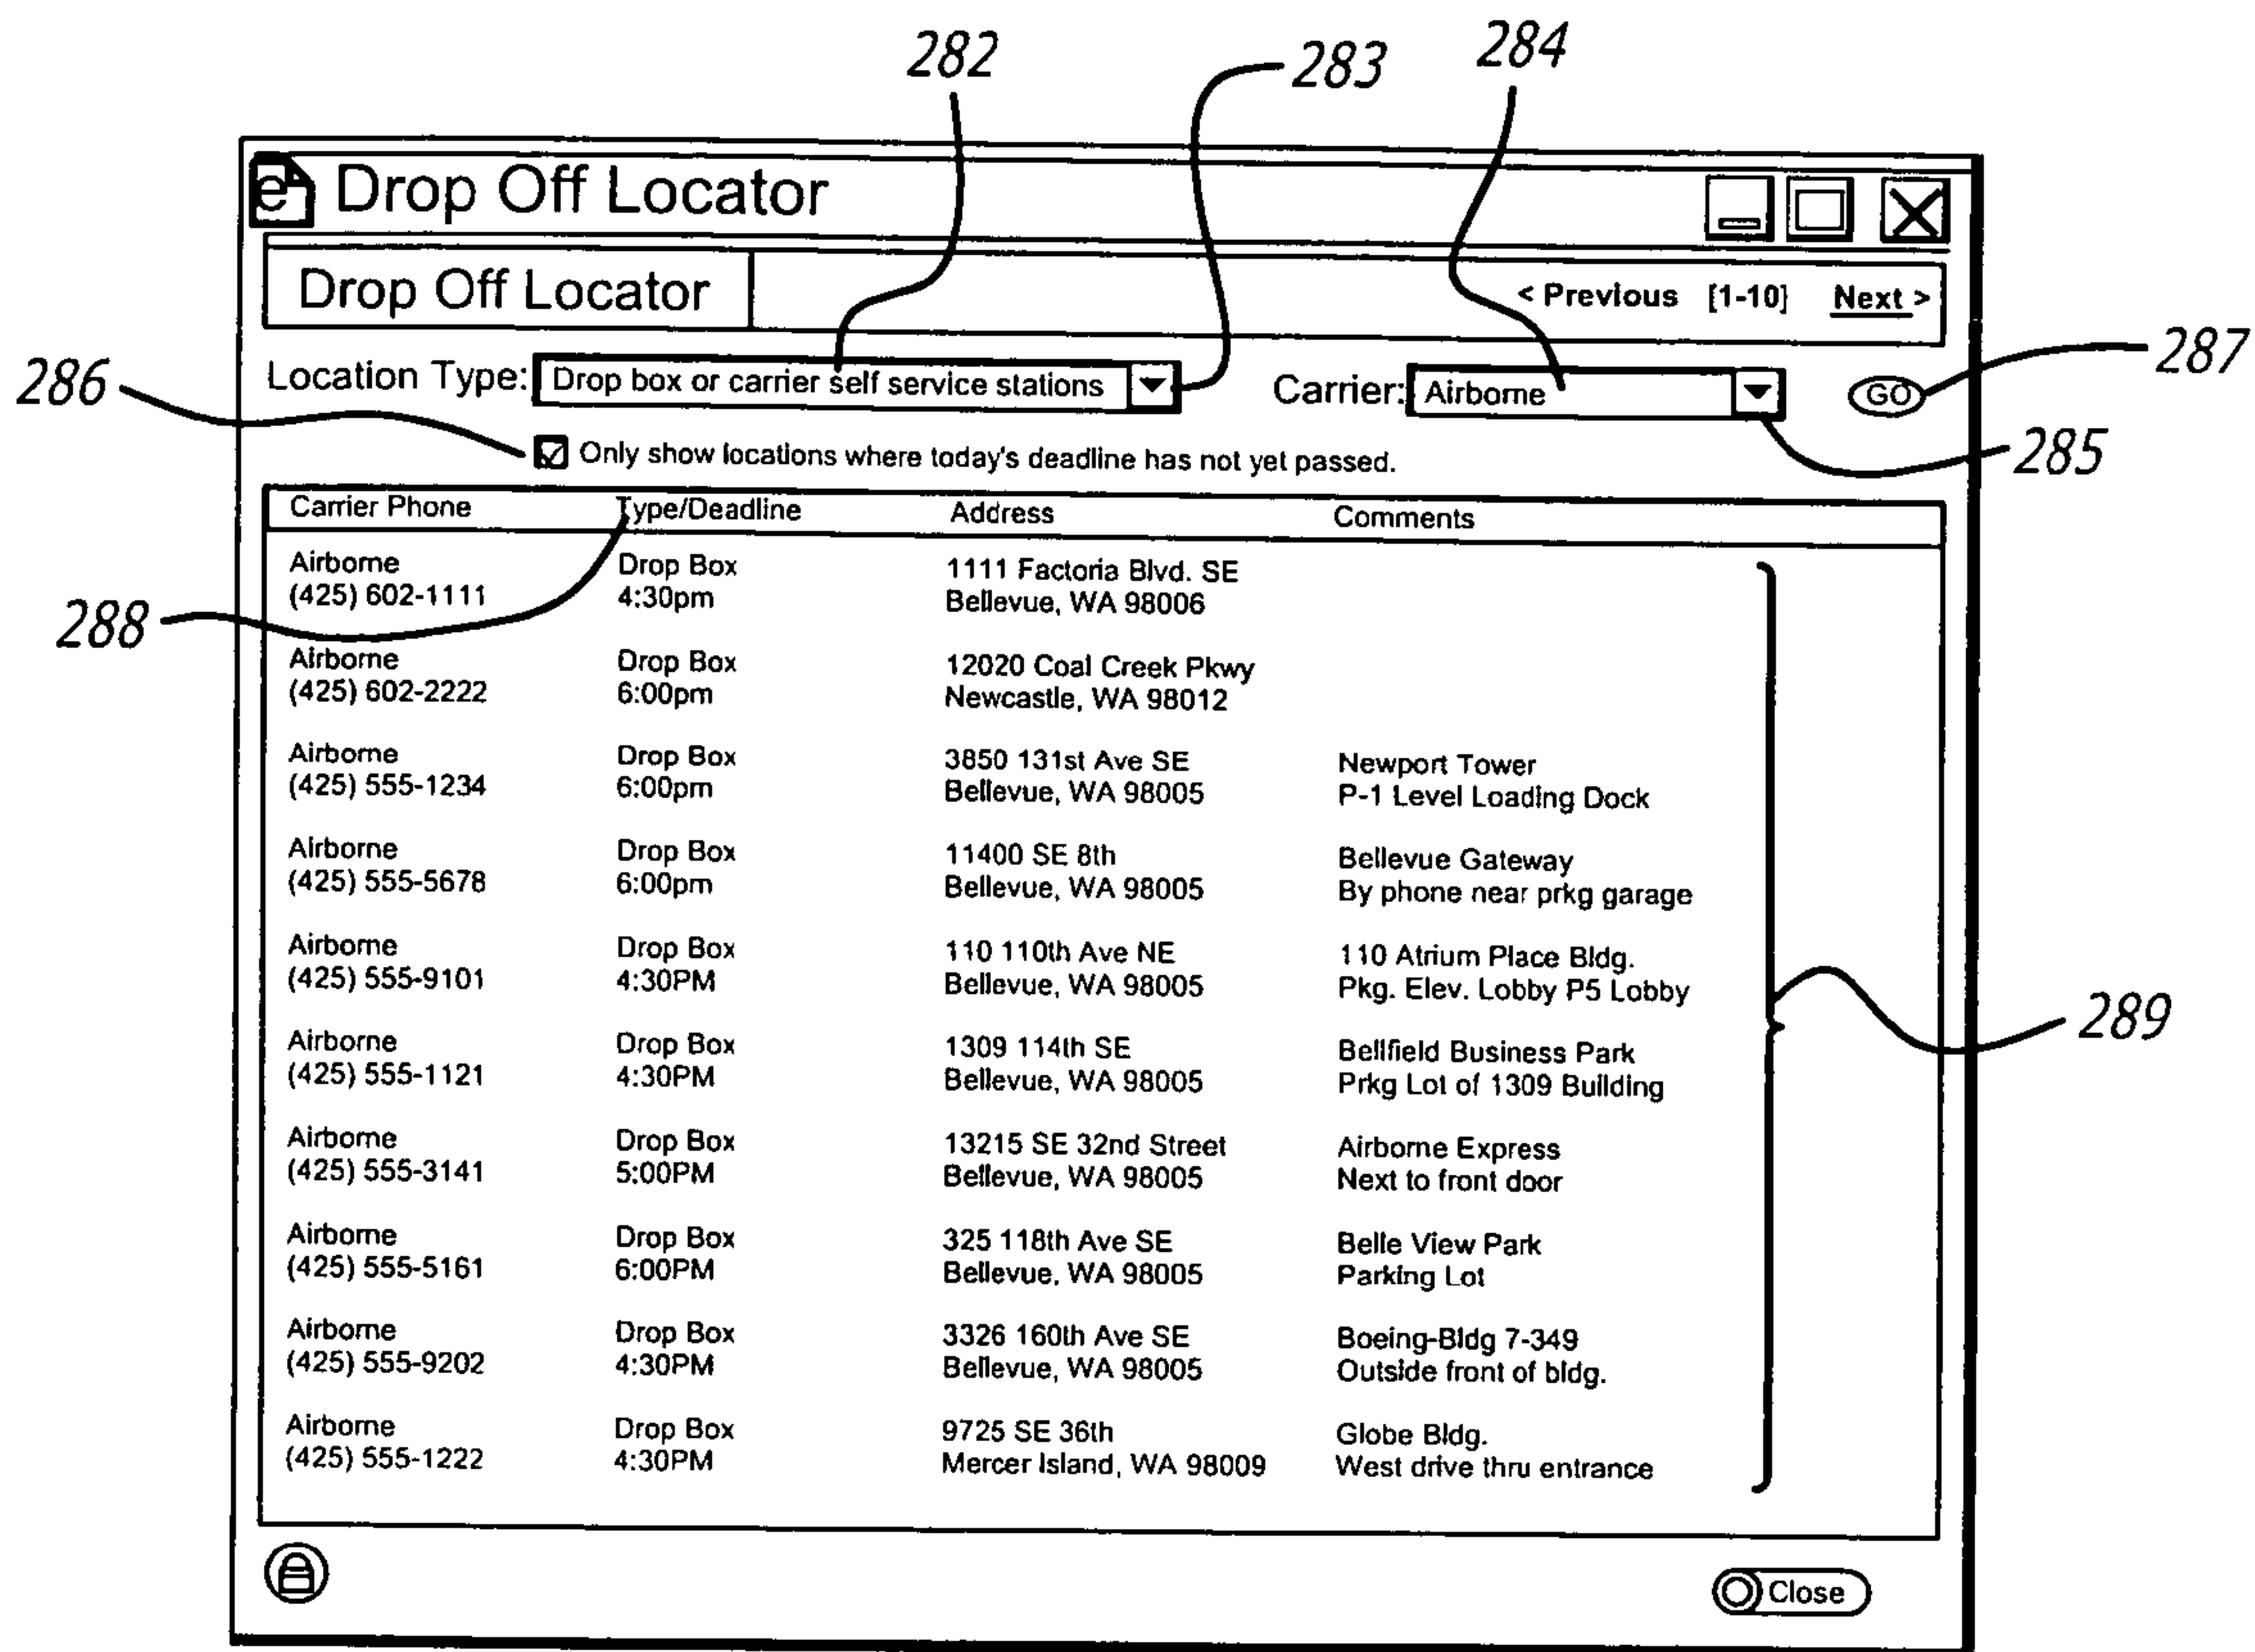 282
283
284
e Drop Off Locator
Drop Off Locator
< Previous [1-10] Next >
286
Location Type: Drop box or carrier self service stations
Carrier: Airborne
GO
287
285
Only show locations where today's deadline has not yet passed.
Carrier Phone Type/Deadline Address Comments
288
Airborne Drop Box 1111 Factoria Blvd. SE
(425) 602-1111 4:30pm Bellevue, WA 98006
Airborne Drop Box 12020 Coal Creek Pkwy
(425) 602-2222 6:00pm Newcastle, WA 98012
Airborne Drop Box 3850 131st Ave SE Newport Tower
(425) 555-1234 6:00pm Bellevue, WA 98005 P-1 Level Loading Dock
Airborne Drop Box 11400 SE 8th Bellevue Gateway
(425) 555-5678 6:00pm Bellevue, WA 98005 By phone near prkg garage
Airborne Drop Box 110 110th Ave NE 110 Atrium Place Bldg.
(425) 555-9101 4:30PM Bellevue, WA 98005 Pkg. Elev. Lobby P5 Lobby
289
Airborne Drop Box 1309 114th SE Bellfield Business Park
(425) 555-1121 4:30PM Bellevue, WA 98005 Prkg Lot of 1309 Building
Airborne Drop Box 13215 SE 32nd Street Airborne Express
(425) 555-3141 5:00PM Bellevue, WA 98005 Next to front door
Airborne Drop Box 325 118th Ave SE Belle View Park
(425) 555-5161 6:00PM Bellevue, WA 98005 Parking Lot
Airborne Drop Box 3326 160th Ave SE Boeing-Bldg 7-349
(425) 555-9202 4:30PM Bellevue, WA 98005 Outside front of bldg.
Airborne Drop Box 9725 SE 36th Globe Bldg.
(425) 555-1222 4:30PM Mercer Island, WA 98009 West drive thru entrance
Close